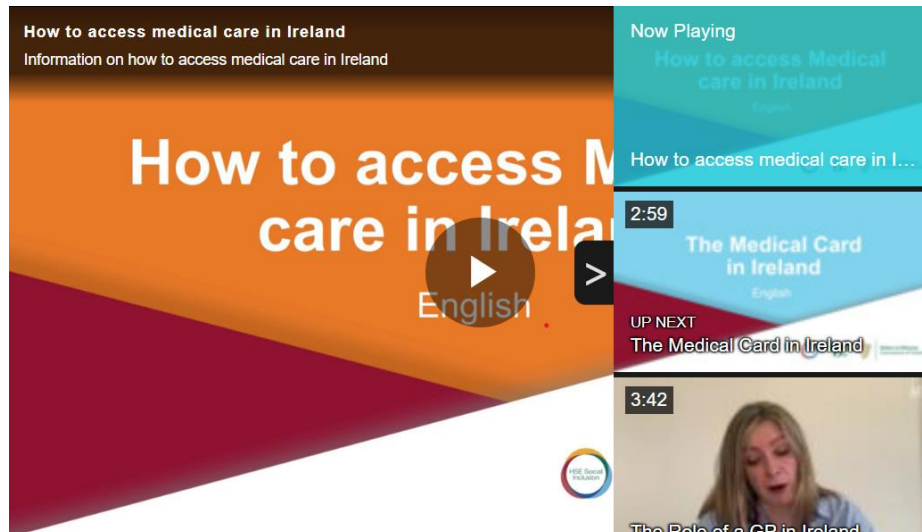 How to access medical care in Ireland
Information on how to access medical care in Ireland
How to access M
care in Irela
English
HSE Social
Inclusion
Now Playing
How to access Medical
care in Ireland
English
How to access medical care in I...
2:59
The Medical Card
in Ireland
English
UP NEXT
The Medical Card in Ireland
3:42
The Role of a GP in Ireland